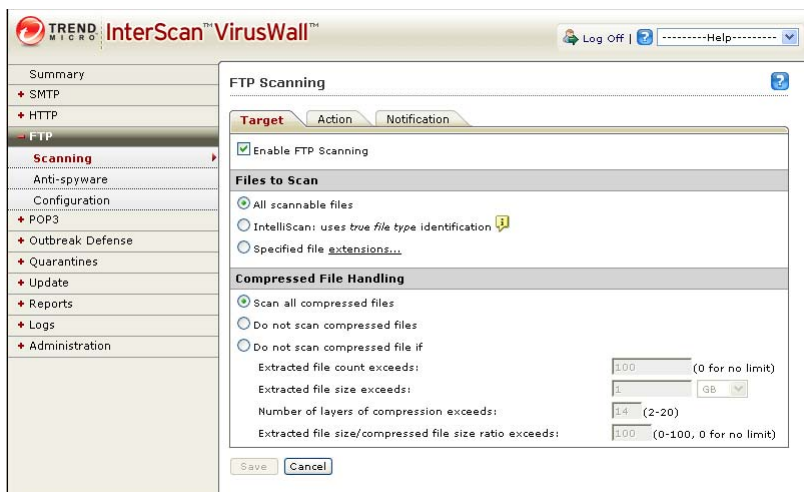 TREND MICRO InterScan™ VirusWall™
Log Off | ? ---------Help---------
Summary
+ SMTP
+ HTTP
- FTP
Scanning
Anti-spyware
Configuration
+ POP3
+ Outbreak Defense
+ Quarantines
+ Update
+ Reports
+ Logs
+ Administration
FTP Scanning ?
Target Action Notification
Enable FTP Scanning
Files to Scan
All scannable files
IntelliScan: uses true file type identification
Specified file extensions...
Compressed File Handling
Scan all compressed files
Do not scan compressed files
Do not scan compressed file if
Extracted file count exceeds: 100 (0 for no limit)
Extracted file size exceeds: 1 GB
Number of layers of compression exceeds: 14 (2-20)
Extracted file size/compressed file size ratio exceeds: 100 (0-100, 0 for no limit)
Save Cancel